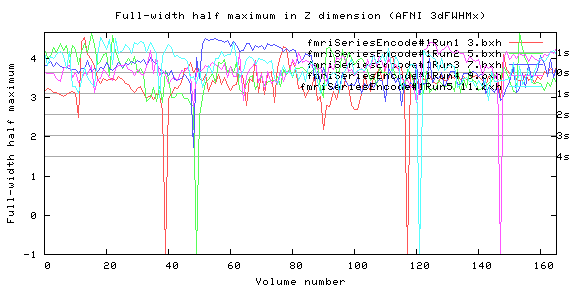 Full-width half maximum in Z dimension (AFNI 3dFWHMx)
fmriSeriesEncode#1Run1 3.bxh
fmriSeriesEncode#1Run2 5.bxh
fmriSeriesEncode#1Run3 7.bxh
fmriSeriesEncode#1Run4 9.bxh
fmriSeriesEncode#1Run5 11.bxh
4
3
2
1
0
-1
1s
0s
1s
2s
3s
4s
0 20 40 60 80 100 120 140 160
Volume number
Full-width half maximum